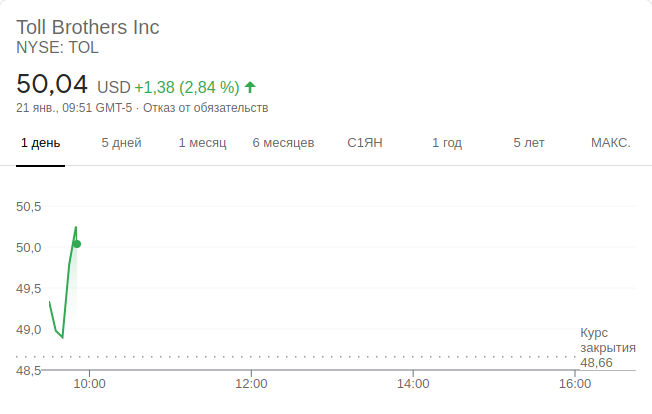 Toll Brothers Inc
NYSE: TOL
50,04 USD +1,38 (2,84 %)
21 янв., 09:51 GMT-5 · Отказ от обязательств
1 день 5 дней 1 месяц 6 месяцев С1ЯН 1 год 5 лет МАКС.
50,5
50,0
49,5
49,0
48,5
Курс
закрытия
48,66
10:00 12:00 14:00 16:00